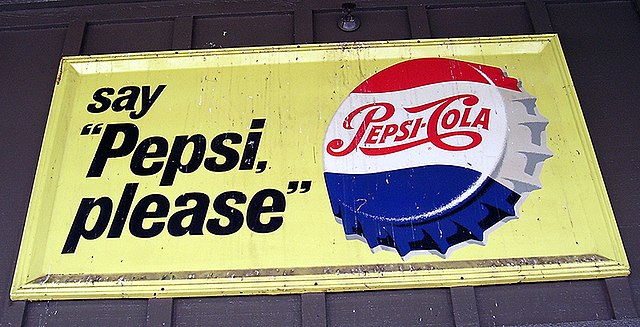 say
“Pepsi,
please”
PEPSI-COLA